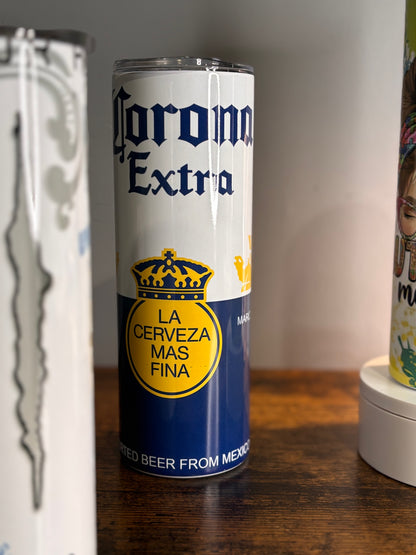 Corona
Extra
LA
CERVEZA
MAS
FINA
BEER FROM MEXICO